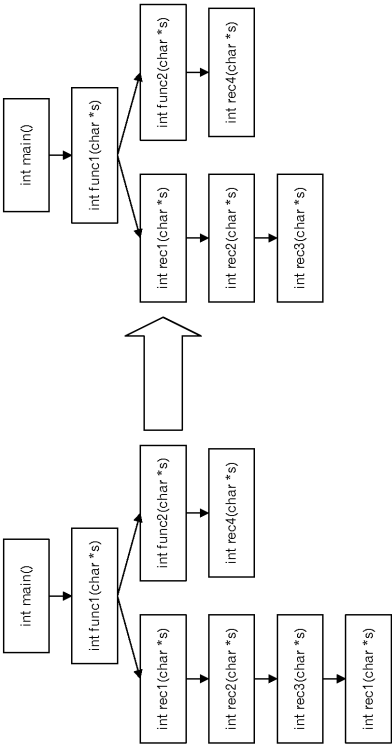 int main()
int func1(char *s)
int rec1(char *s)
int func2(char *s)
int rec2(char *s)
int rec4(char *s)
int rec3(char *s)
int rec1(char *s)
int main()
int func1(char *s)
int rec1(char *s)
int func2(char *s)
int rec2(char *s)
int rec4(char *s)
int rec3(char *s)